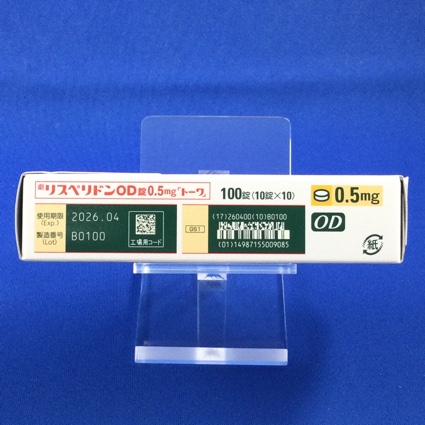 劇 リスペリドンOD錠0.5mg「トーワ」 100錠(10錠×10) 0.5mg
使用期限 (Exp.) 2026.04
製造番号 (Lot) B0100
工場用コード
GS1
(17)260400(10)B0100
(01)14987155009085
OD
紙